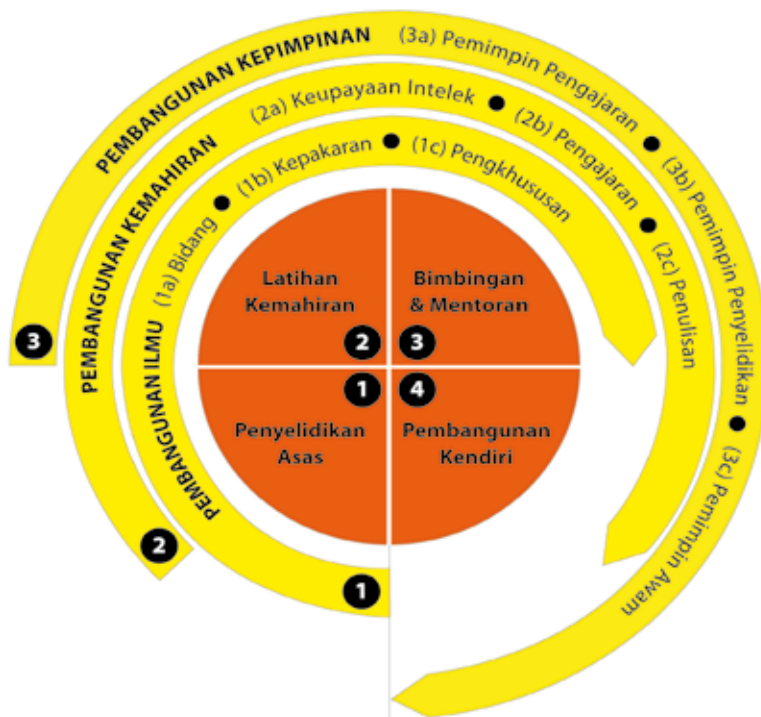 3 PEMBANGUNAN KEPIMPINAN (3a) Pemimpin Pengajaran ● (3b) Pemimpin Penyelidikan ● (3c) Pemimpin Awam
2 PEMBANGUNAN KEMAHIRAN (2a) Keupayaan Intelek ● (2b) Pengajaran ● (2c) Penulisan
1 PEMBANGUNAN ILMU (1a) Bidang ● (1b) Kepakaran ● (1c) Pengkhususan
Latihan
Kemahiran
2
Bimbingan
& Mentoran
3
1
Penyelidikan
Asas
4
Pembangunan
Kendiri